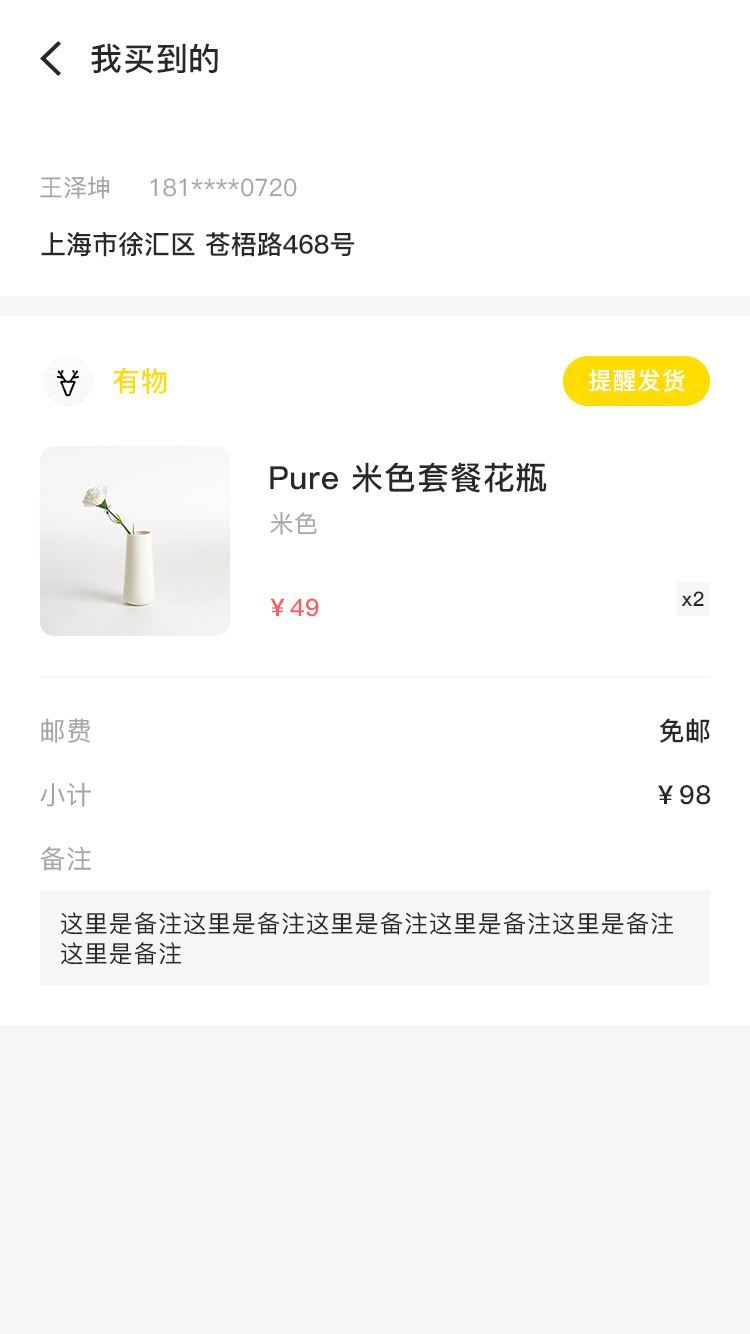 我买到的
王泽坤 181****0720
上海市徐汇区 苍梧路468号
有物 提醒发货
Pure 米色套餐花瓶
米色
¥ 49 x2
邮费 免邮
小计 ¥ 98
备注
这里是备注这里是备注这里是备注这里是备注这里是备注
这里是备注